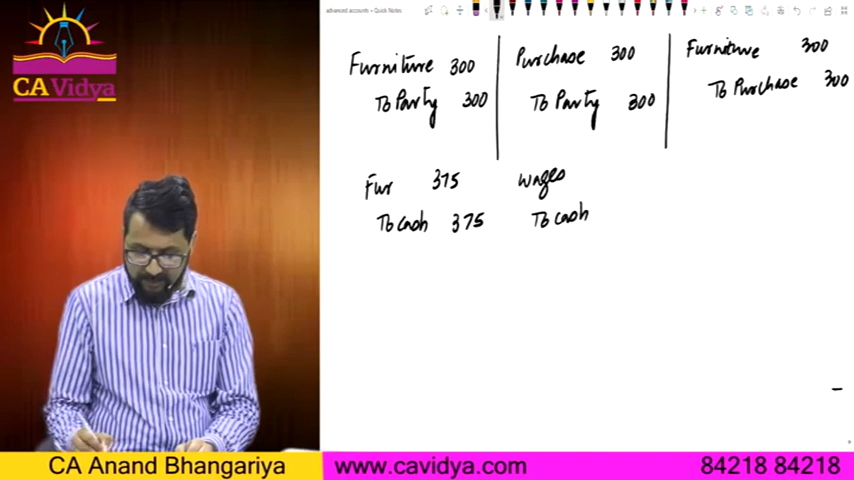 advanced accounts - Quick Notes
CA Vidya
Furniture 300
To Party 300
Purchase 300
To Party 300
Furniture 300
To Purchase 300
Fur 375
To cash 375
wages
To cash
CA Anand Bhangariya
www.cavidya.com
84218 84218